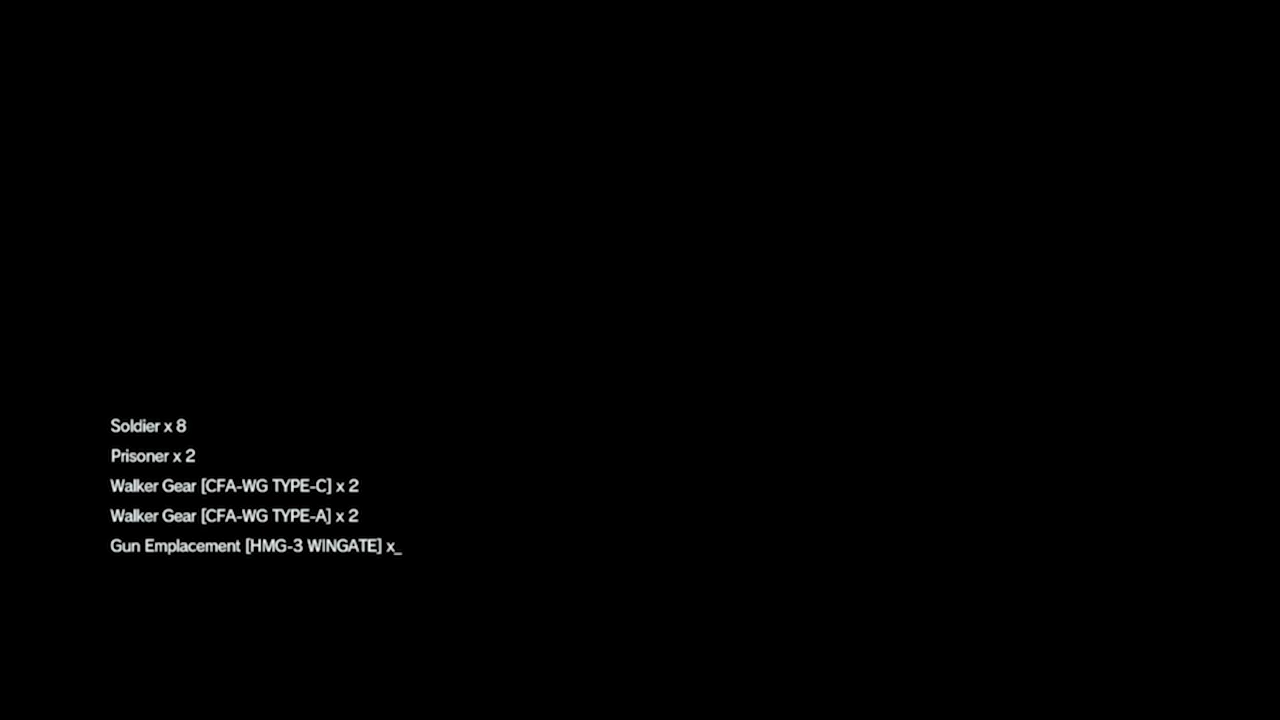 Soldier x 8
Prisoner x 2
Walker Gear [CFA-WG TYPE-C] x 2
Walker Gear [CFA-WG TYPE-A] x 2
Gun Emplacement [HMG-3 WINGATE] x_